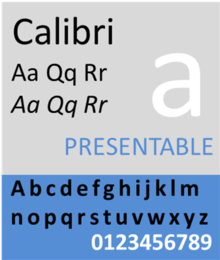 Calibri
Aa Qq Rr
Aa Qq Rr
a
PRESENTABLE
Abcdefghijklm
nopqrstuvwxyz
0123456789